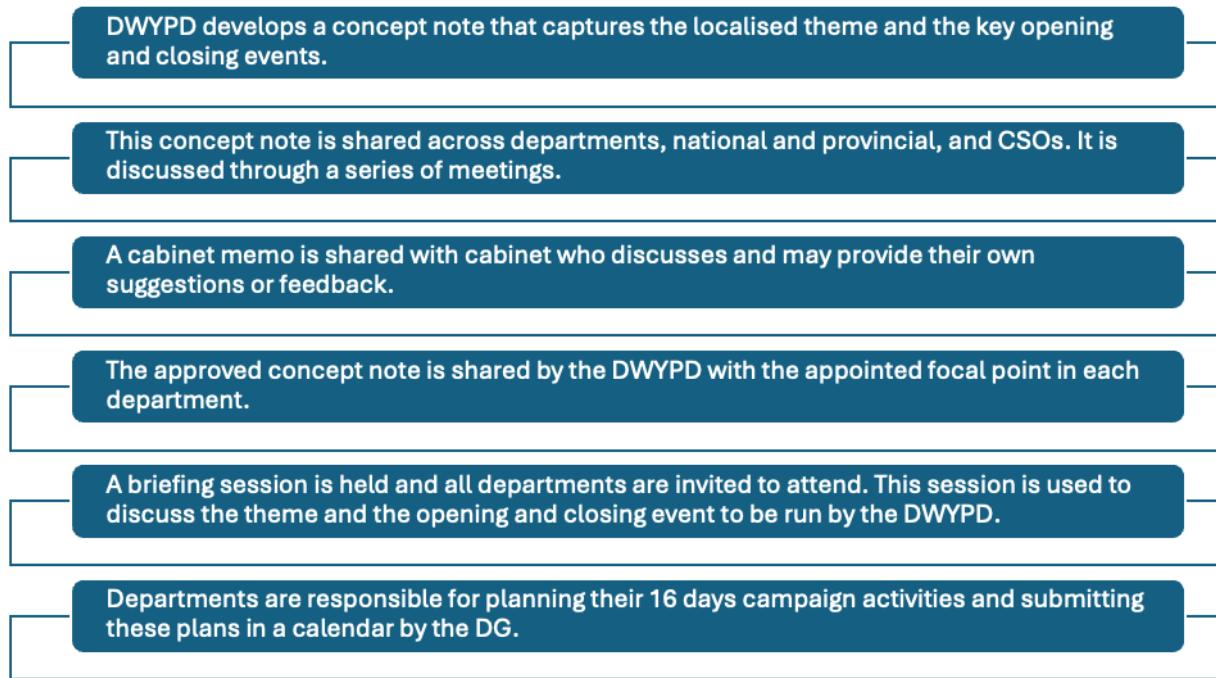 DWYPD develops a concept note that captures the localised theme and the key opening
and closing events.
This concept note is shared across departments, national and provincial, and CSOs. It is
discussed through a series of meetings.
A cabinet memo is shared with cabinet who discusses and may provide their own
suggestions or feedback.
The approved concept note is shared by the DWYPD with the appointed focal point in each
department.
A briefing session is held and all departments are invited to attend. This session is used to
discuss the theme and the opening and closing event to be run by the DWYPD.
Departments are responsible for planning their 16 days campaign activities and submitting
these plans in a calendar by the DG.